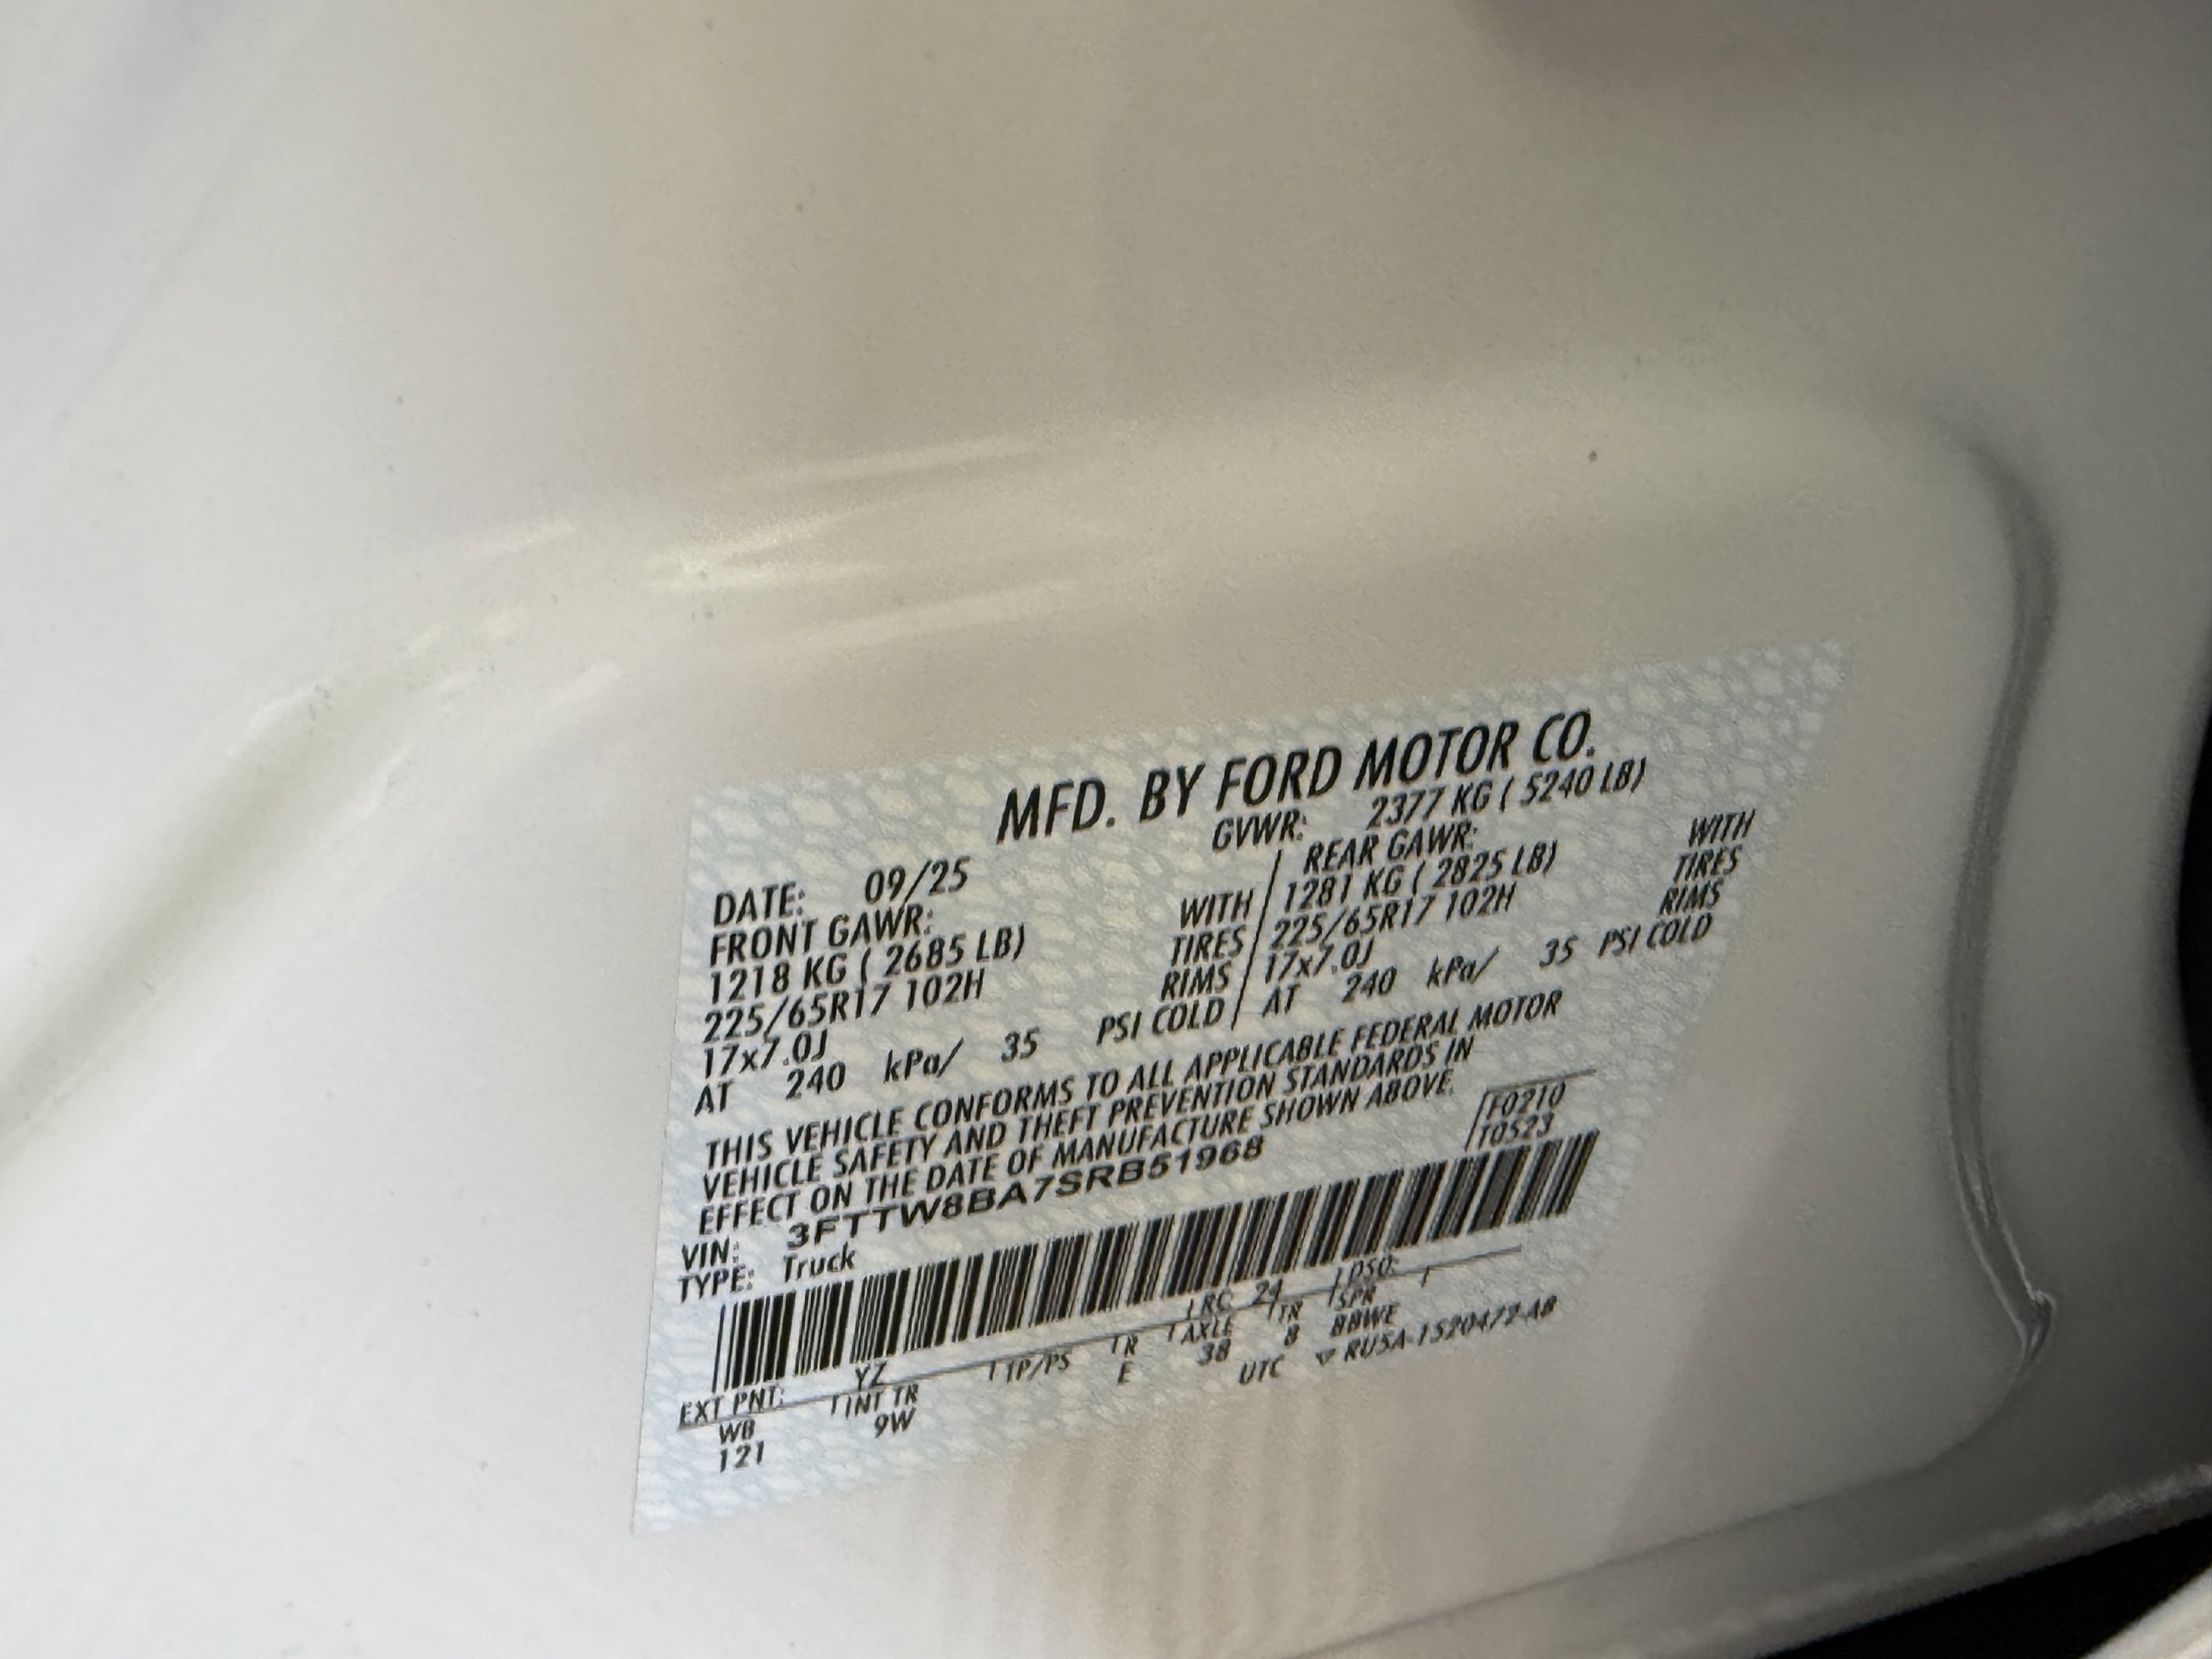 MFD. BY FORD MOTOR CO.
DATE: 09/25 GVWR: 2377 KG ( 5240 LB)
FRONT GAWR: REAR GAWR:
1218 KG ( 2685 LB) WITH 1281 KG ( 2825 LB) WITH
225/65R17 102H TIRES 225/65R17 102H TIRES
17x7.0J RIMS 17x7.0J RIMS
AT 240 kPa/ 35 PSI COLD AT 240 kPa/ 35 PSI COLD
THIS VEHICLE CONFORMS TO ALL APPLICABLE FEDERAL MOTOR
VEHICLE SAFETY AND THEFT PREVENTION STANDARDS IN
EFFECT ON THE DATE OF MANUFACTURE SHOWN ABOVE.
VIN: 3FTTW8BA7SRB51968 F0210
TYPE: Truck T0523
EXT PNT: YZ RC: 24 DSO:
WB INT TR TP/PS R AXLE TR SPR
121 9W E 38 8 8BWE
UTC ▽ RU5A-1520472-AB